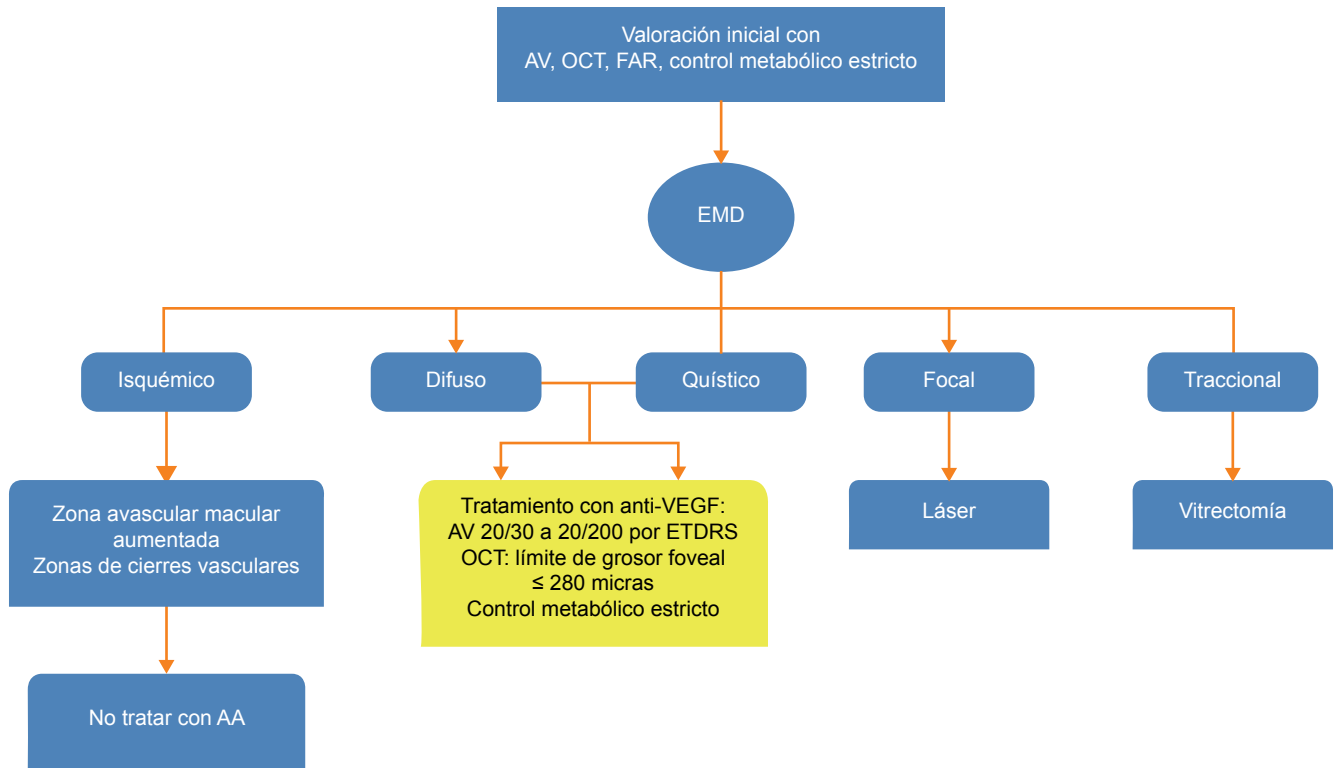 Valoración inicial con
AV, OCT, FAR, control metabólico estricto
EMD
Isquémico
Difuso
Quístico
Focal
Traccional
Zona avascular macular
aumentada
Zonas de cierres vasculares
Tratamiento con anti-VEGF:
AV 20/30 a 20/200 por ETDRS
OCT: límite de grosor foveal
≤ 280 micras
Control metabólico estricto
Láser
Vitrectomía
No tratar con AA